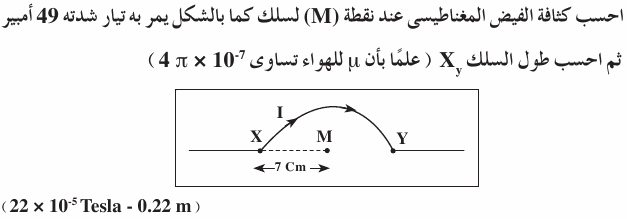 احسب كثافة الفيض المغناطيسى عند نقطة (M) لسلك كما بالشكل يمر به تيار شدته 49 أمبير
ثم احسب طول السلك Xy ( علمًا بأن μ للهواء تساوى 4 π × 10-7 )
I
X M Y
7 Cm
( 22 × 10-5 Tesla - 0.22 m )